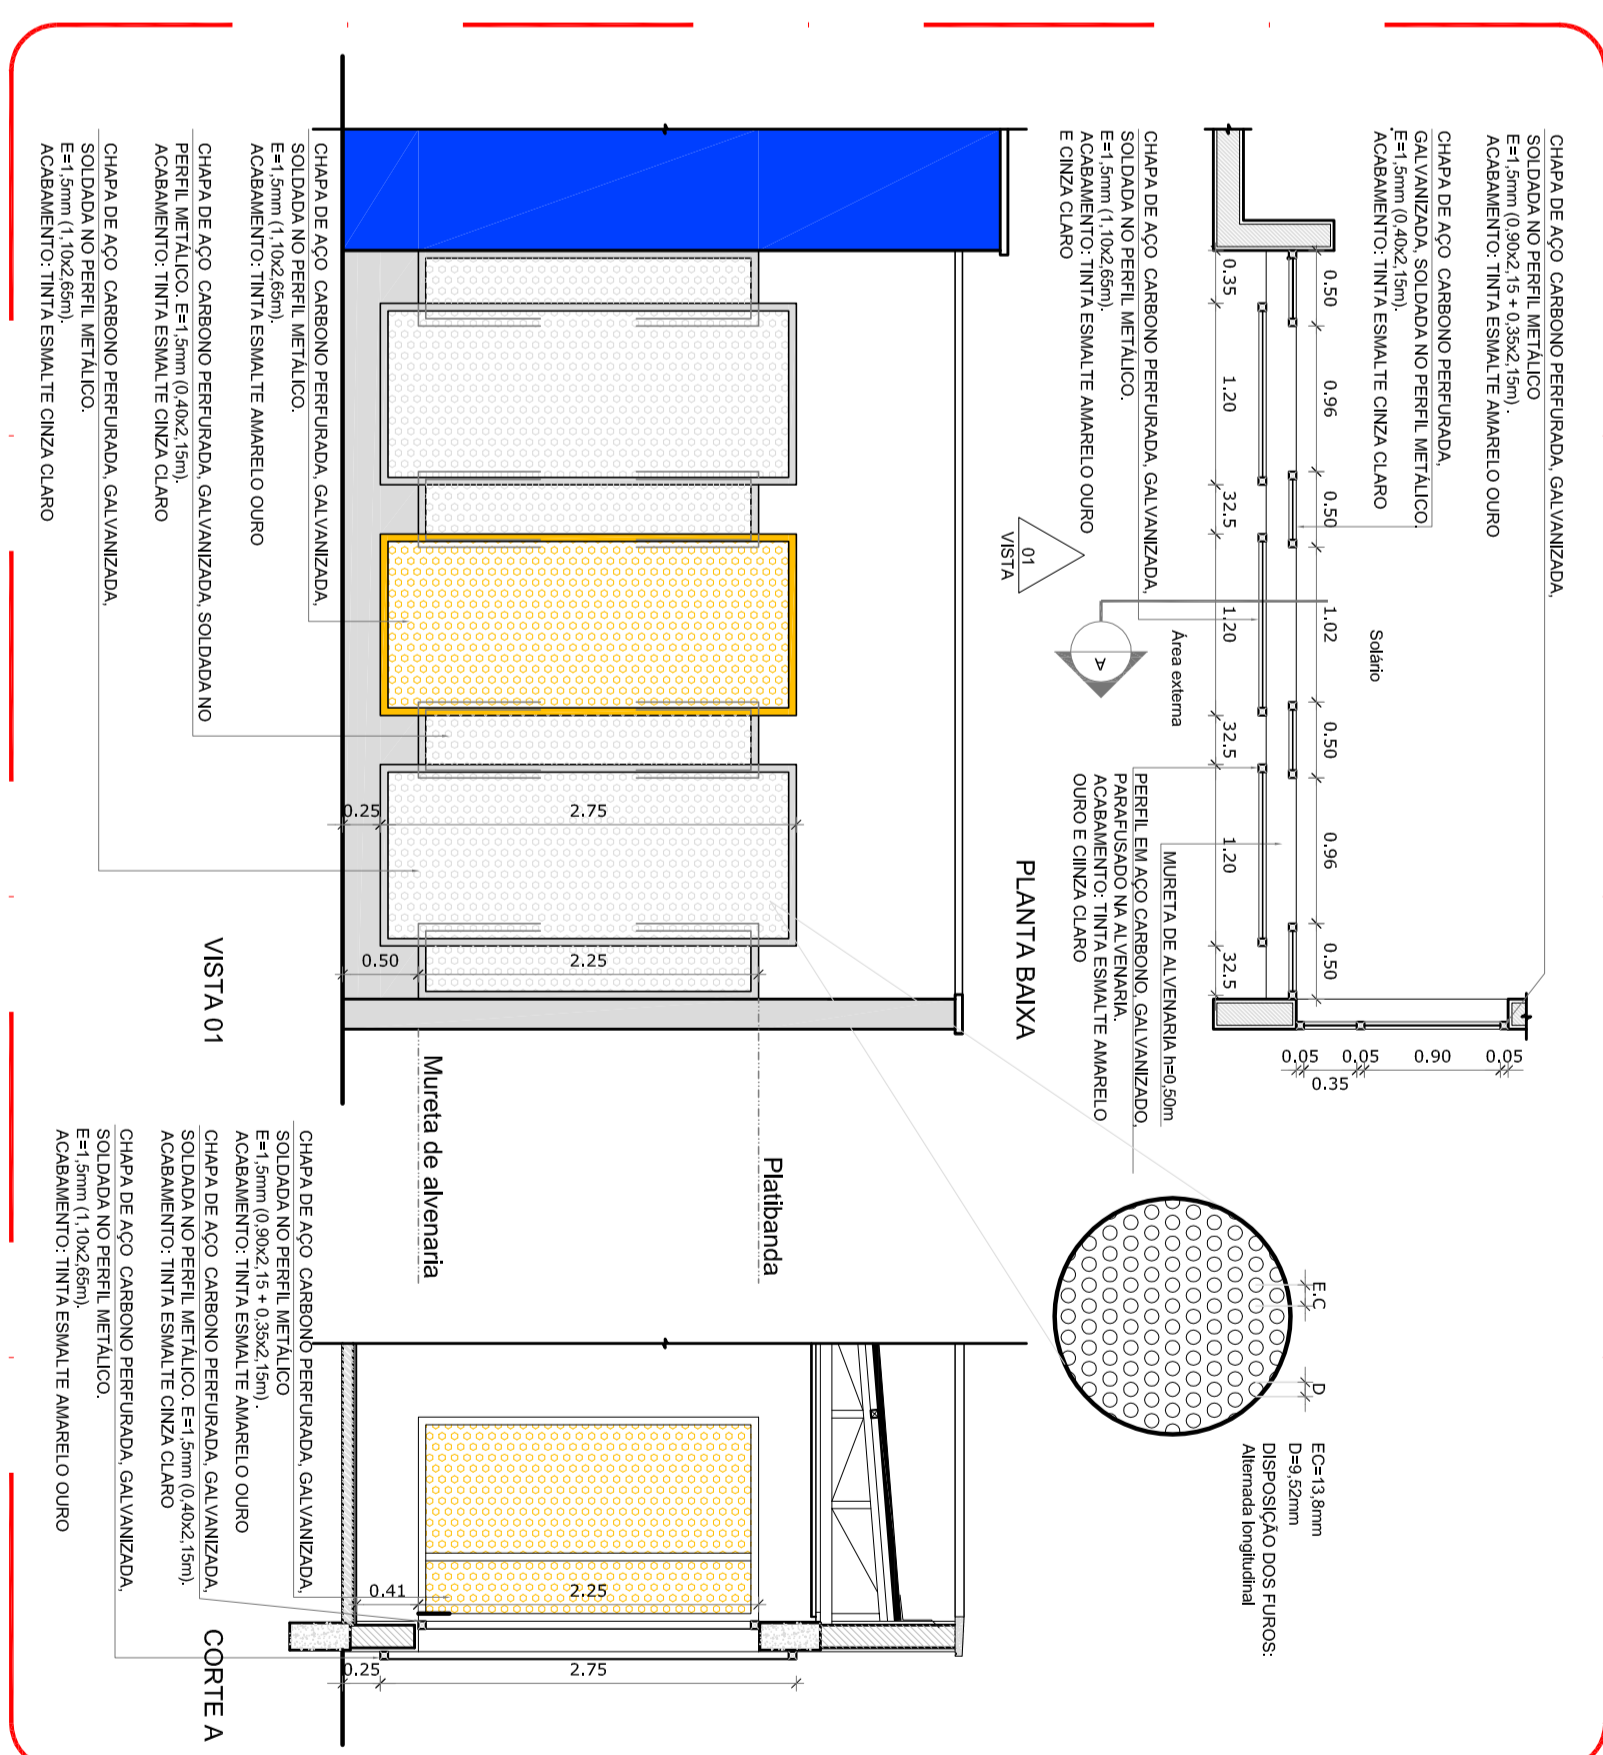 CHAPA DE AÇO  CARBONO PERFURADA, GALVANIZADA,
SOLDADA NO PERFIL METÁLICO
E=1,5mm (0,90x2,15 + 0,35x2,15m) .
ACABAMENTO: TINTA ESMALTE AMARELO OURO
CHAPA DE AÇO  CARBONO PERFURADA,
GALVANIZADA, SOLDADA NO PERFIL METÁLICO.
E=1,5mm (0,40x2,15m).
ACABAMENTO: TINTA ESMALTE CINZA CLARO
Solário
0.50
0.96
0.50
1.02
0.50
0.96
0.50
0.35
1.20
32.5
1.20
32.5
1.20
32.5
0.05
0.35
0.05
0.90
0.05
Área externa
A
01
VISTA
CHAPA DE AÇO  CARBONO PERFURADA, GALVANIZADA,
SOLDADA NO PERFIL METÁLICO.
E=1,5mm (1,10x2,65m).
ACABAMENTO: TINTA ESMALTE AMARELO OURO
E CINZA CLARO
MURETA DE ALVENARIA h=0,50m
PERFIL EM AÇO CARBONO, GALVANIZADO,
PARAFUSADO NA ALVENARIA.
ACABAMENTO: TINTA ESMALTE AMARELO
OURO E CIINZA CLARO
PLANTA BAIXA
E.C
D
EC=13,8mm
D=9,52mm
DISPOSIÇÃO DOS FUROS:
Alternada longitudinal
0.25
2.75
0.50
2.25
Platibanda
Mureta de alvenaria
CHAPA DE AÇO  CARBONO PERFURADA, GALVANIZADA,
SOLDADA NO PERFIL METÁLICO.
E=1,5mm (1,10x2,65m).
ACABAMENTO: TINTA ESMALTE AMARELO OURO
CHAPA DE AÇO  CARBONO PERFURADA, GALVANIZADA, SOLDADA NO
PERFIL METÁLICO. E=1,5mm (0,40x2,15m).
ACABAMENTO: TINTA ESMALTE CINZA CLARO
CHAPA DE AÇO  CARBONO PERFURADA, GALVANIZADA,
SOLDADA NO PERFIL METÁLICO.
E=1,5mm (1,10x2,65m).
ACABAMENTO: TINTA ESMALTE CINZA CLARO
VISTA 01
0.41
2.25
0.25
2.75
CHAPA DE AÇO  CARBONO PERFURADA, GALVANIZADA,
SOLDADA NO PERFIL METÁLICO
E=1,5mm (0,90x2,15 + 0,35x2,15m) .
ACABAMENTO: TINTA ESMALTE AMARELO OURO
CHAPA DE AÇO  CARBONO PERFURADA, GALVANIZADA,
SOLDADA NO PERFIL METÁLICO. E=1,5mm (0,40x2,15m).
ACABAMENTO: TINTA ESMALTE CINZA CLARO
CHAPA DE AÇO  CARBONO PERFURADA, GALVANIZADA,
SOLDADA NO PERFIL METÁLICO.
E=1,5mm (1,10x2,65m).
ACABAMENTO: TINTA ESMALTE AMARELO OURO
CORTE A